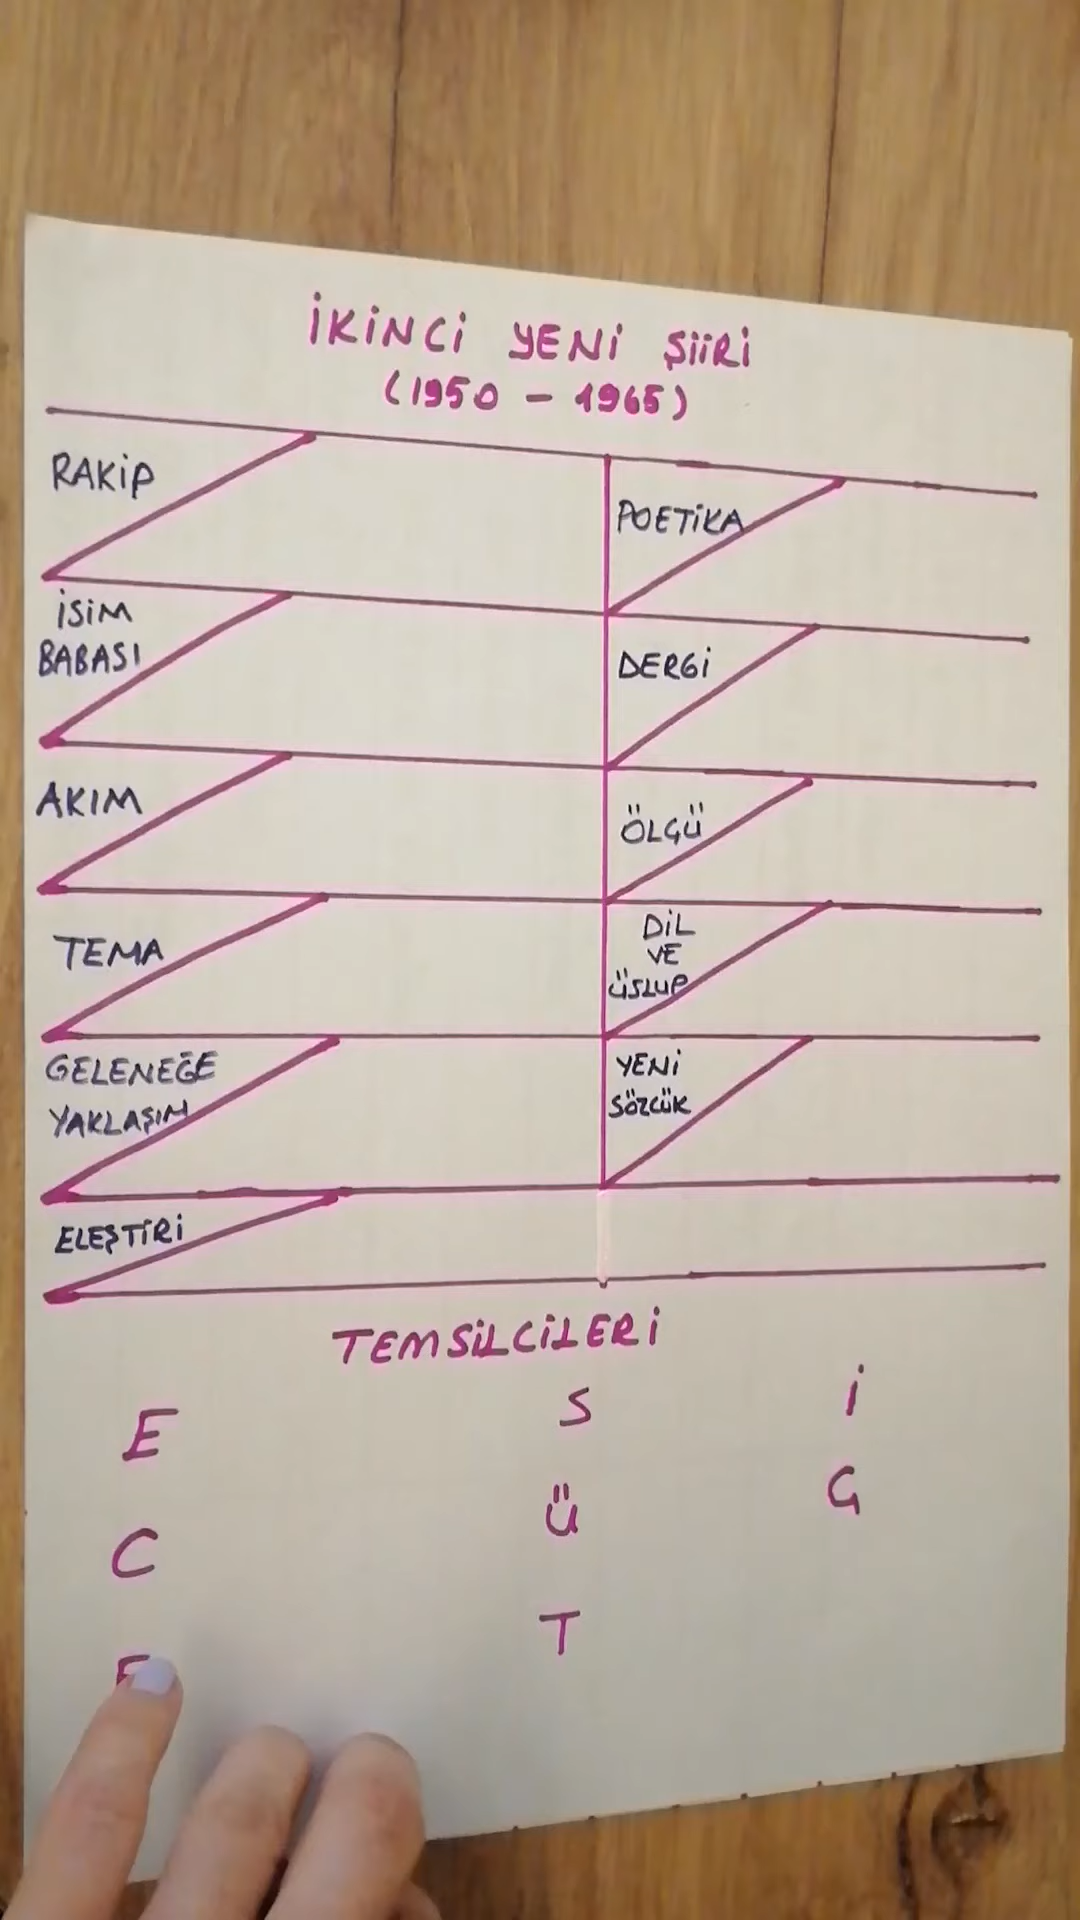 İKİNCİ YENİ ŞİİRİ
(1950 - 1965)
RAKİP
POETİKA
İSİM
BABASI
DERGİ
AKIM
ÖLÇÜ
TEMA
DİL
VE
ÜSLUP
GELENEĞE
YAKLAŞIM
YENİ
SÖZCÜK
ELEŞTİRİ
TEMSİLCİLERİ
E S İ
C Ü Ç
T